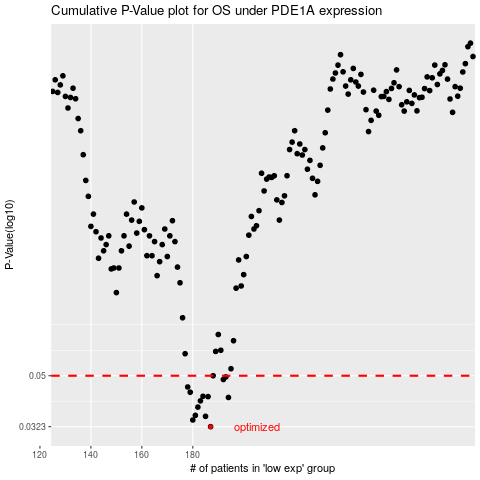 Cumulative P-Value plot for OS under PDE1A expression
P-Value(log10)
0.05
0.0323
optimized
120 140 160 180
# of patients in 'low exp' group